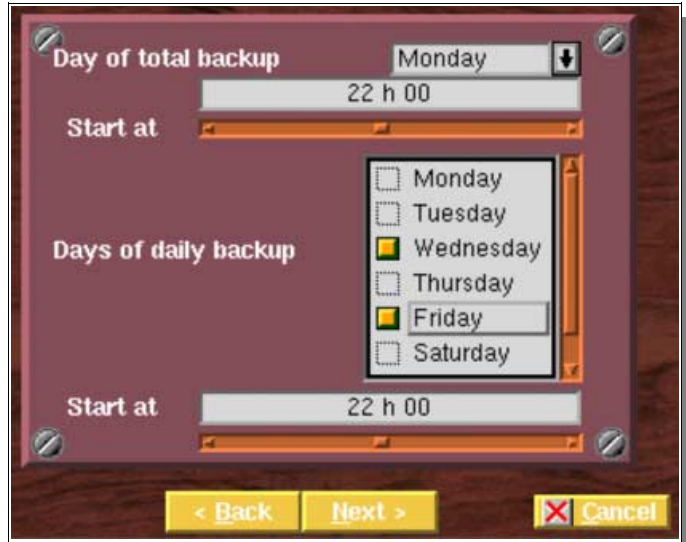 Day of total backup Monday
22 h 00
Start at
Monday
Tuesday
Days of daily backup Wednesday
Thursday
Friday
Saturday
Start at 22 h 00
< Back Next > Cancel